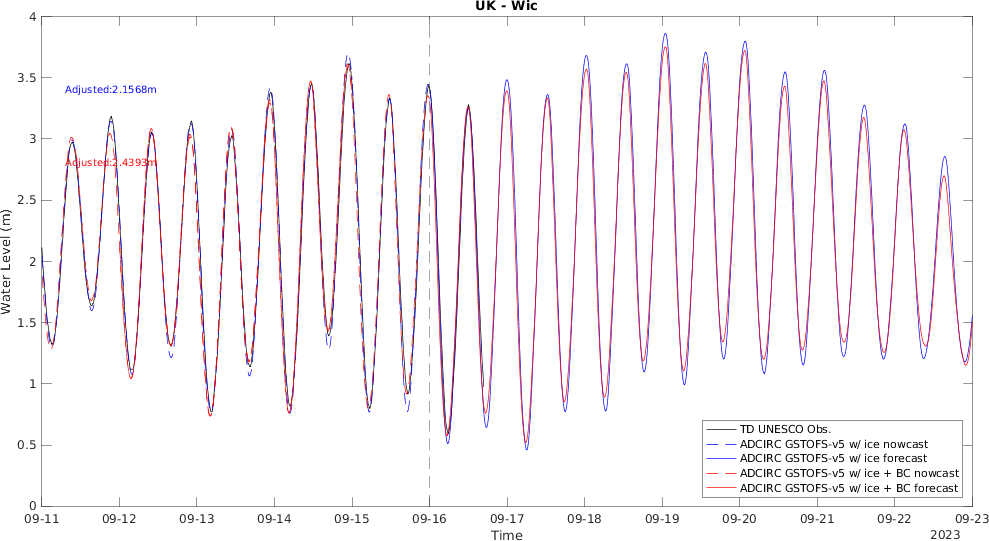 UK - Wic
Water Level (m)
4
3.5
3
2.5
2
1.5
1
0.5
0
Adjusted:2.1568m
Adjusted:2.4393m
TD UNESCO Obs.
ADCIRC GSTOFS-v5 w/ ice nowcast
ADCIRC GSTOFS-v5 w/ ice forecast
ADCIRC GSTOFS-v5 w/ ice + BC nowcast
ADCIRC GSTOFS-v5 w/ ice + BC forecast
09-11 09-12 09-13 09-14 09-15 09-16 09-17 09-18 09-19 09-20 09-21 09-22 09-23
Time
2023